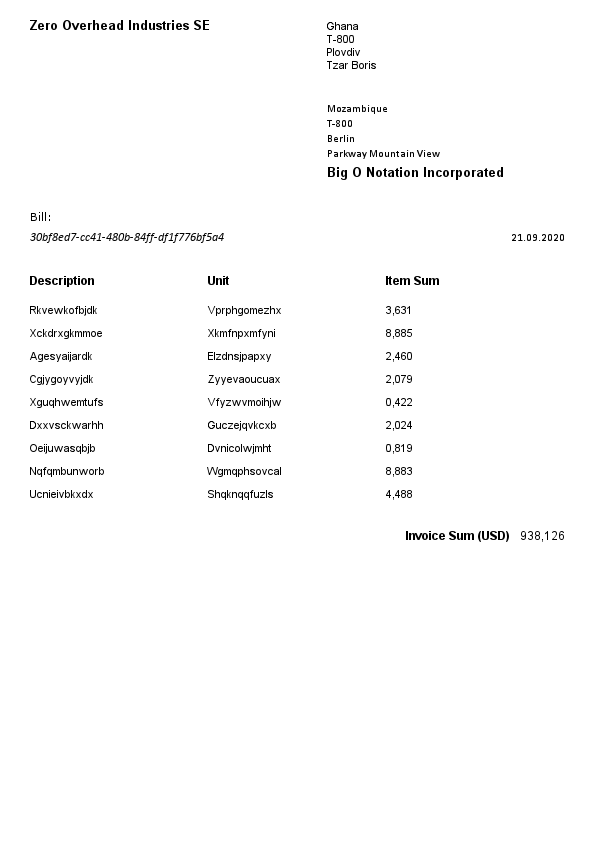 Zero Overhead Industries SE
Ghana
T-800
Plovdiv
Tzar Boris
Mozambique
T-800
Berlin
Parkway Mountain View
Big O Notation Incorporated
Bill:
30bf8ed7-cc41-480b-84ff-df1f776bf5a4 21.09.2020
Description Unit Item Sum
Rkvewkofbjdk Vprphgomezhx 3,631
Xckdrxgkmmoe Xkmfnpxmfyni 8,885
Agesyaijardk Elzdnsjpapxy 2,460
Cgjygoyvyjdk Zyyevaoucuax 2,079
Xguqhwemtufs Vfyzwvmoihjw 0,422
Dxxvsckwarhh Guczejqvkcxb 2,024
Oeijuwasqbjb Dvnicolwjmht 0,819
Nqfqmbunworb Wgmqphsovcal 8,883
Ucnieivbkxdx Shqknqqfuzls 4,488
Invoice Sum (USD) 938,126